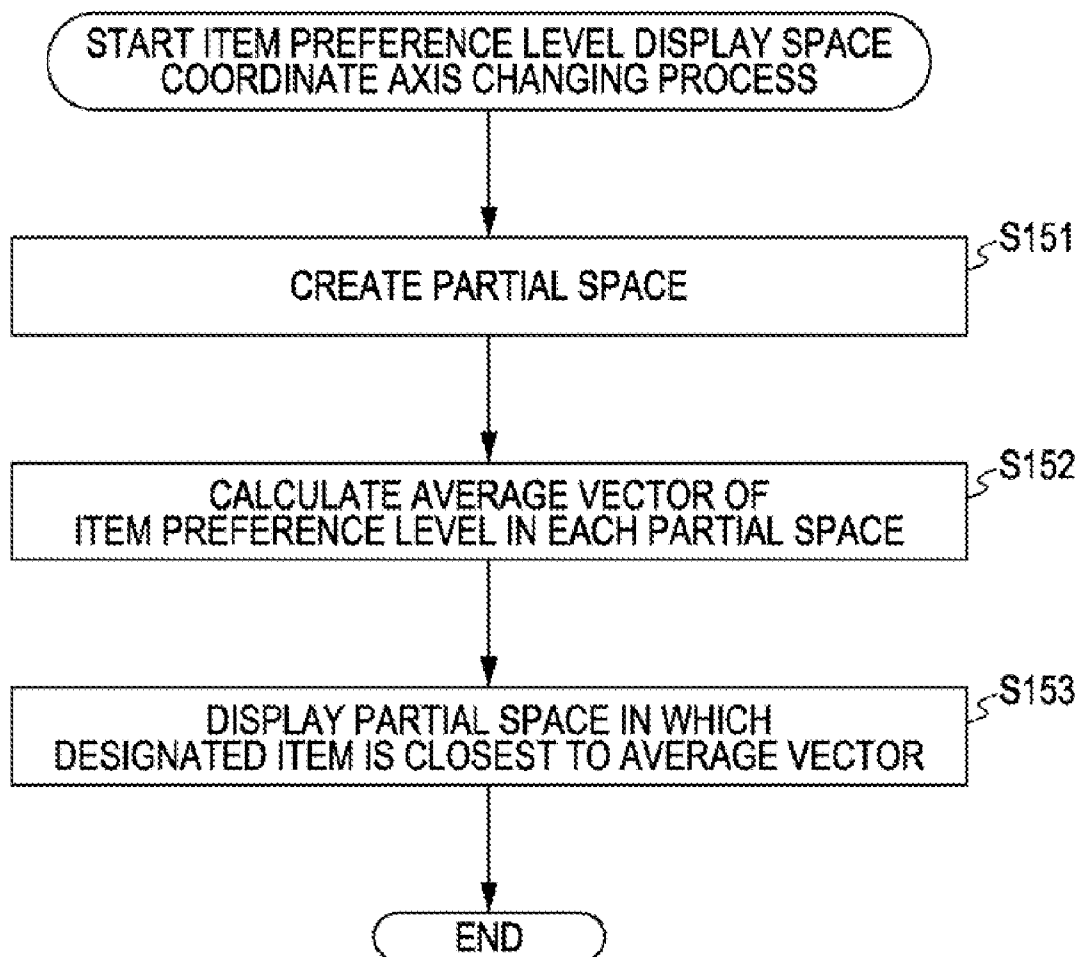 START ITEM PREFERENCE LEVEL DISPLAY SPACE
COORDINATE AXIS CHANGING PROCESS
S151
CREATE PARTIAL SPACE
S152
CALCULATE AVERAGE VECTOR OF
ITEM PREFERENCE LEVEL IN EACH PARTIAL SPACE
S153
DISPLAY PARTIAL SPACE IN WHICH
DESIGNATED ITEM IS CLOSEST TO AVERAGE VECTOR
END